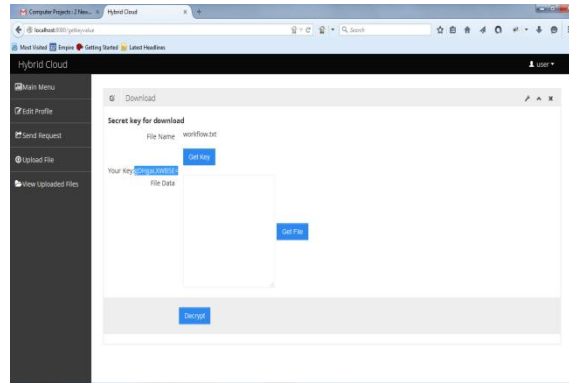 Computer Projects : 2 New...
Hybrid Cloud
localhost:8080/getkeyvalue
Search
Most Visited Empire Getting Started Latest Headlines
Hybrid Cloud
user
Main Menu
Edit Profile
Send Request
Upload File
View Uploaded Files
Download
Secret key for download
File Name workflow.txt
Get Key
Your Key:
File Data
Get File
Decrypt